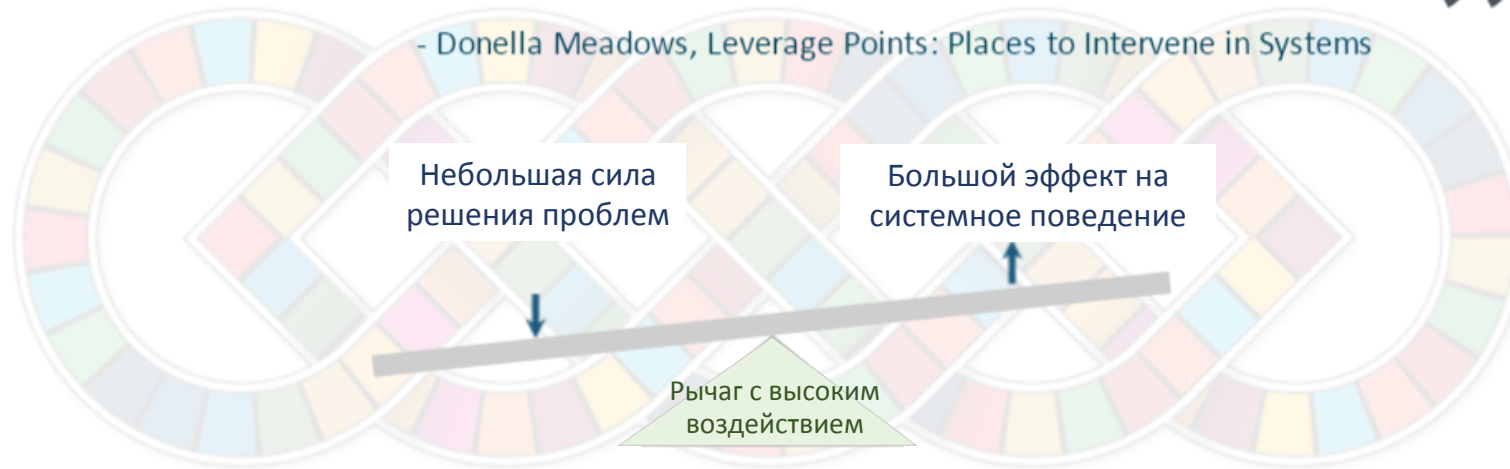 ”
- Donella Meadows, Leverage Points: Places to Intervene in Systems
Небольшая сила
решения проблем
Большой эффект на
системное поведение
Рычаг с высоким
воздействием